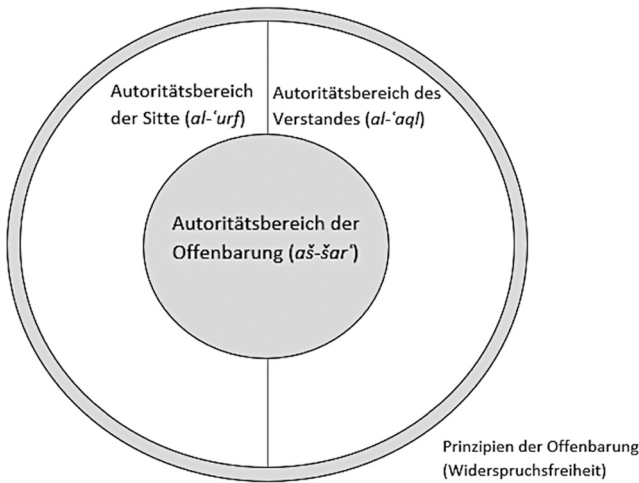 Autoritätsbereich
der Sitte (al-ʿurf)
Autoritätsbereich des
Verstandes (al-ʿaql)
Autoritätsbereich der
Offenbarung (aš-šarʿ)
Prinzipien der Offenbarung
(Widerspruchsfreiheit)